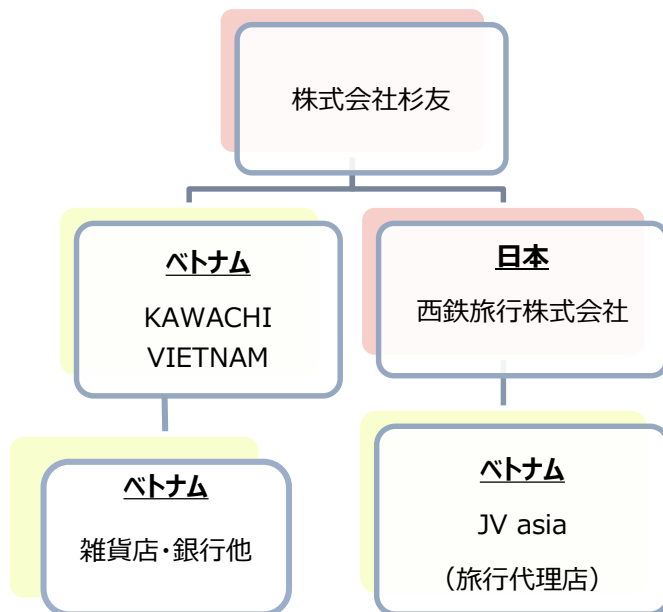 株式会社杉友
ベトナム
KAWACHI
VIETNAM
日本
西鉄旅行株式会社
ベトナム
雑貨店・銀行他
ベトナム
JV asia
（旅行代理店）